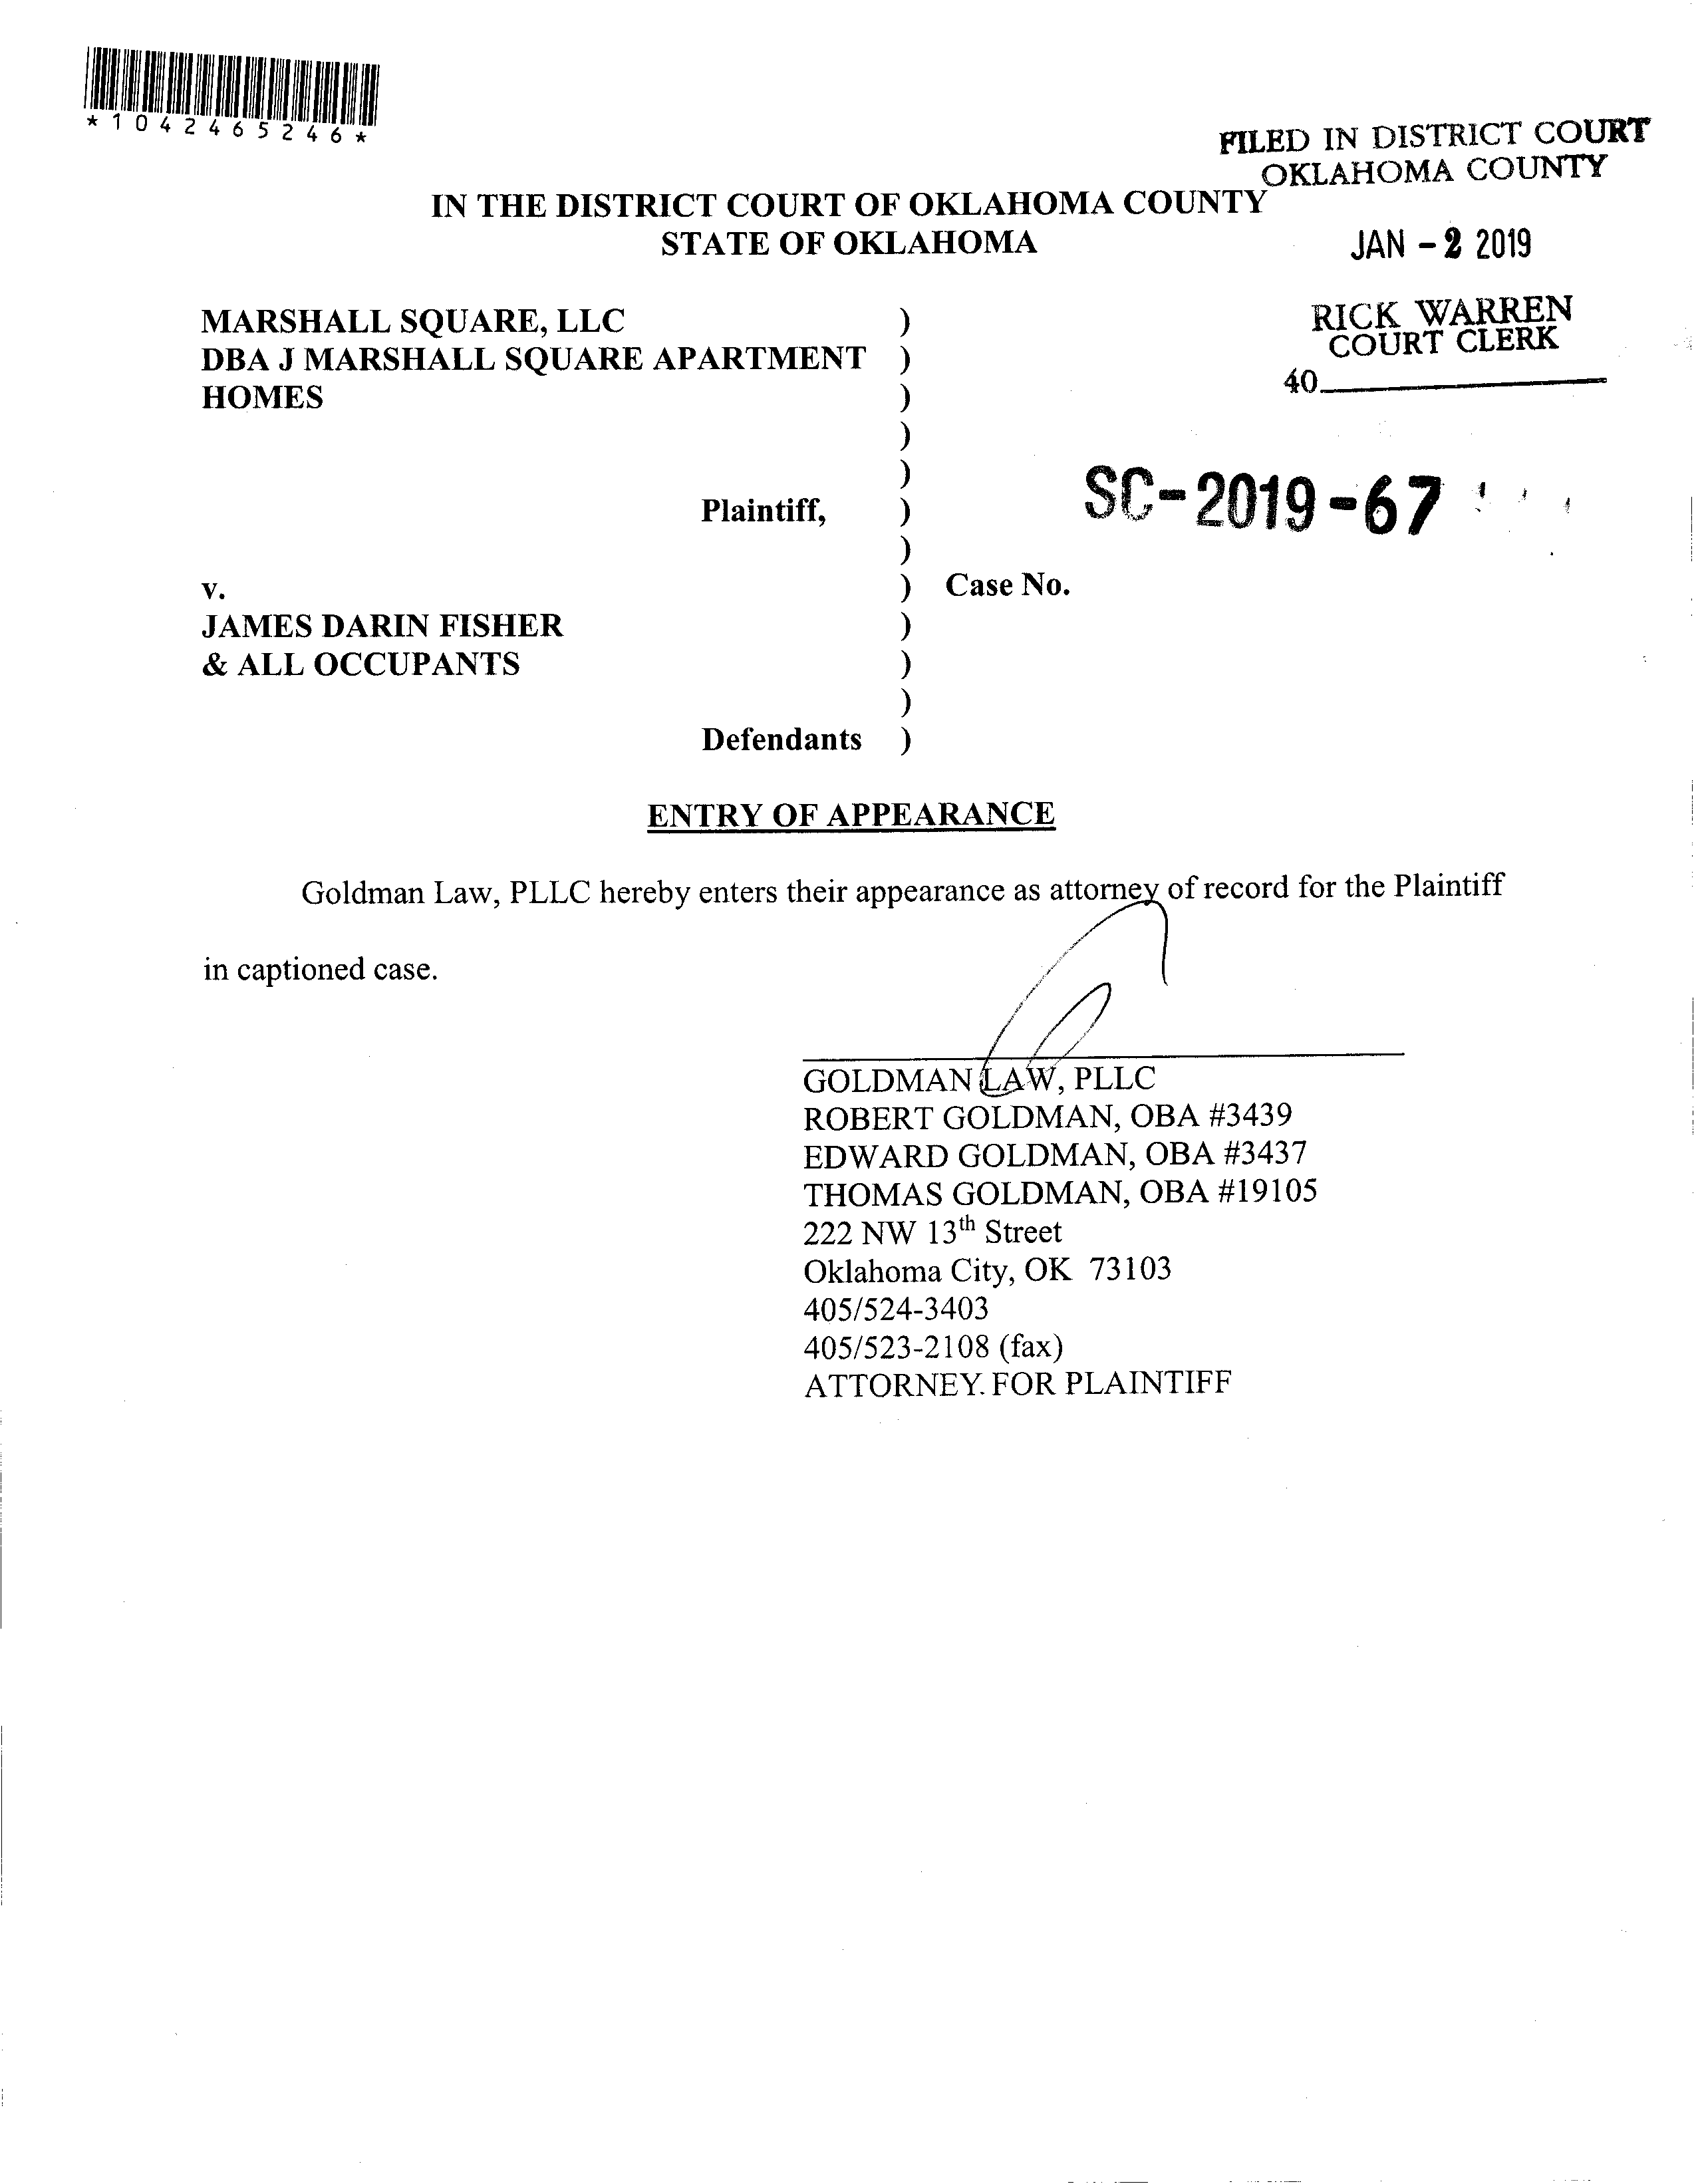 *1042465246*
FILED IN DISTRICT COURT
OKLAHOMA COUNTY
IN THE DISTRICT COURT OF OKLAHOMA COUNTY
STATE OF OKLAHOMA
JAN - 2 2019
RICK WARREN
COURT CLERK
40
MARSHALL SQUARE, LLC )
DBA J MARSHALL SQUARE APARTMENT )
HOMES )
)
)
Plaintiff, )
SC-2019-67
)
v. ) Case No.
JAMES DARIN FISHER )
& ALL OCCUPANTS )
)
Defendants )
ENTRY OF APPEARANCE
Goldman Law, PLLC hereby enters their appearance as attorney of record for the Plaintiff
in captioned case.
GOLDMAN LAW, PLLC
ROBERT GOLDMAN, OBA #3439
EDWARD GOLDMAN, OBA #3437
THOMAS GOLDMAN, OBA #19105
222 NW 13th Street
Oklahoma City, OK 73103
405/524-3403
405/523-2108 (fax)
ATTORNEY FOR PLAINTIFF